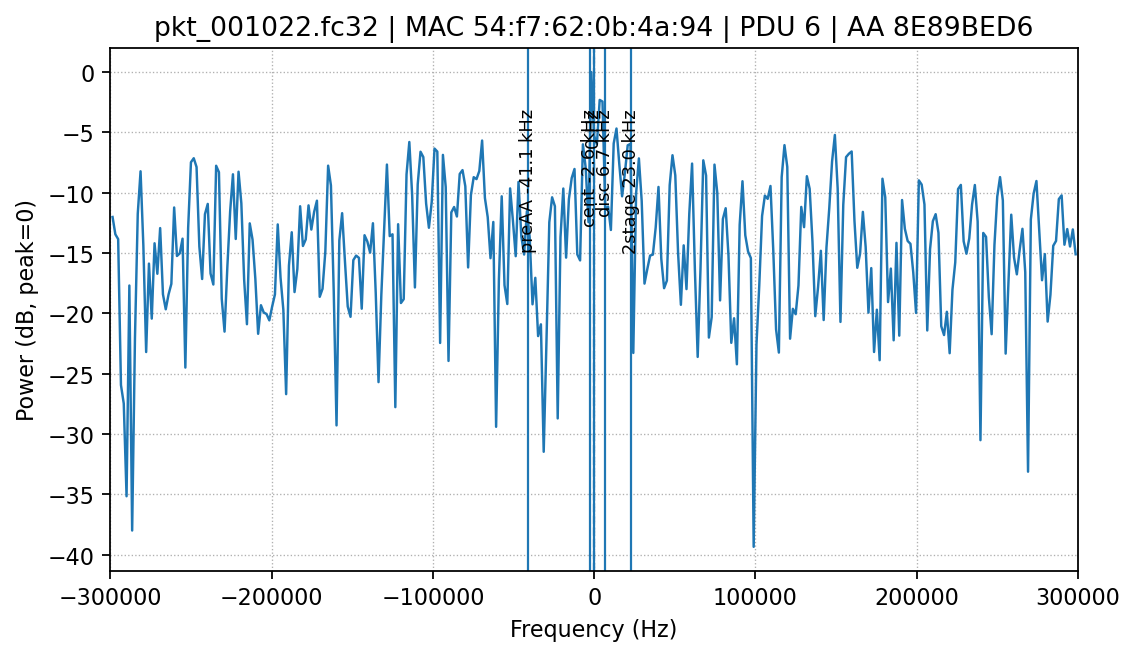 pkt_001022.fc32 | MAC 54:f7:62:0b:4a:94 | PDU 6 | AA 8E89BED6
Power (dB, peak=0)
0
−5
−10
−15
−20
−25
−30
−35
−40
preAA -41.1 kHz
cent -2.6 kHz
disc 6.7 kHz
2stage 23.0 kHz
−300000
−200000
−100000
0
100000
200000
300000
Frequency (Hz)